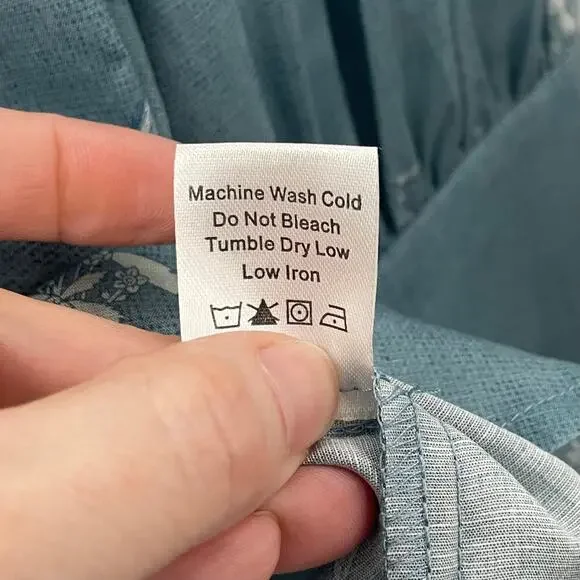 Machine Wash Cold
Do Not Bleach
Tumble Dry Low
Low Iron